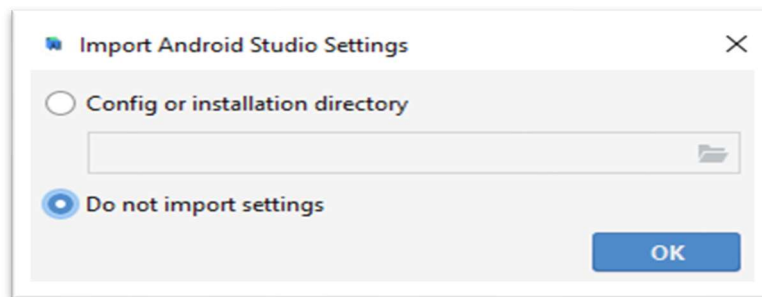 Import Android Studio Settings
Config or installation directory
Do not import settings
OK